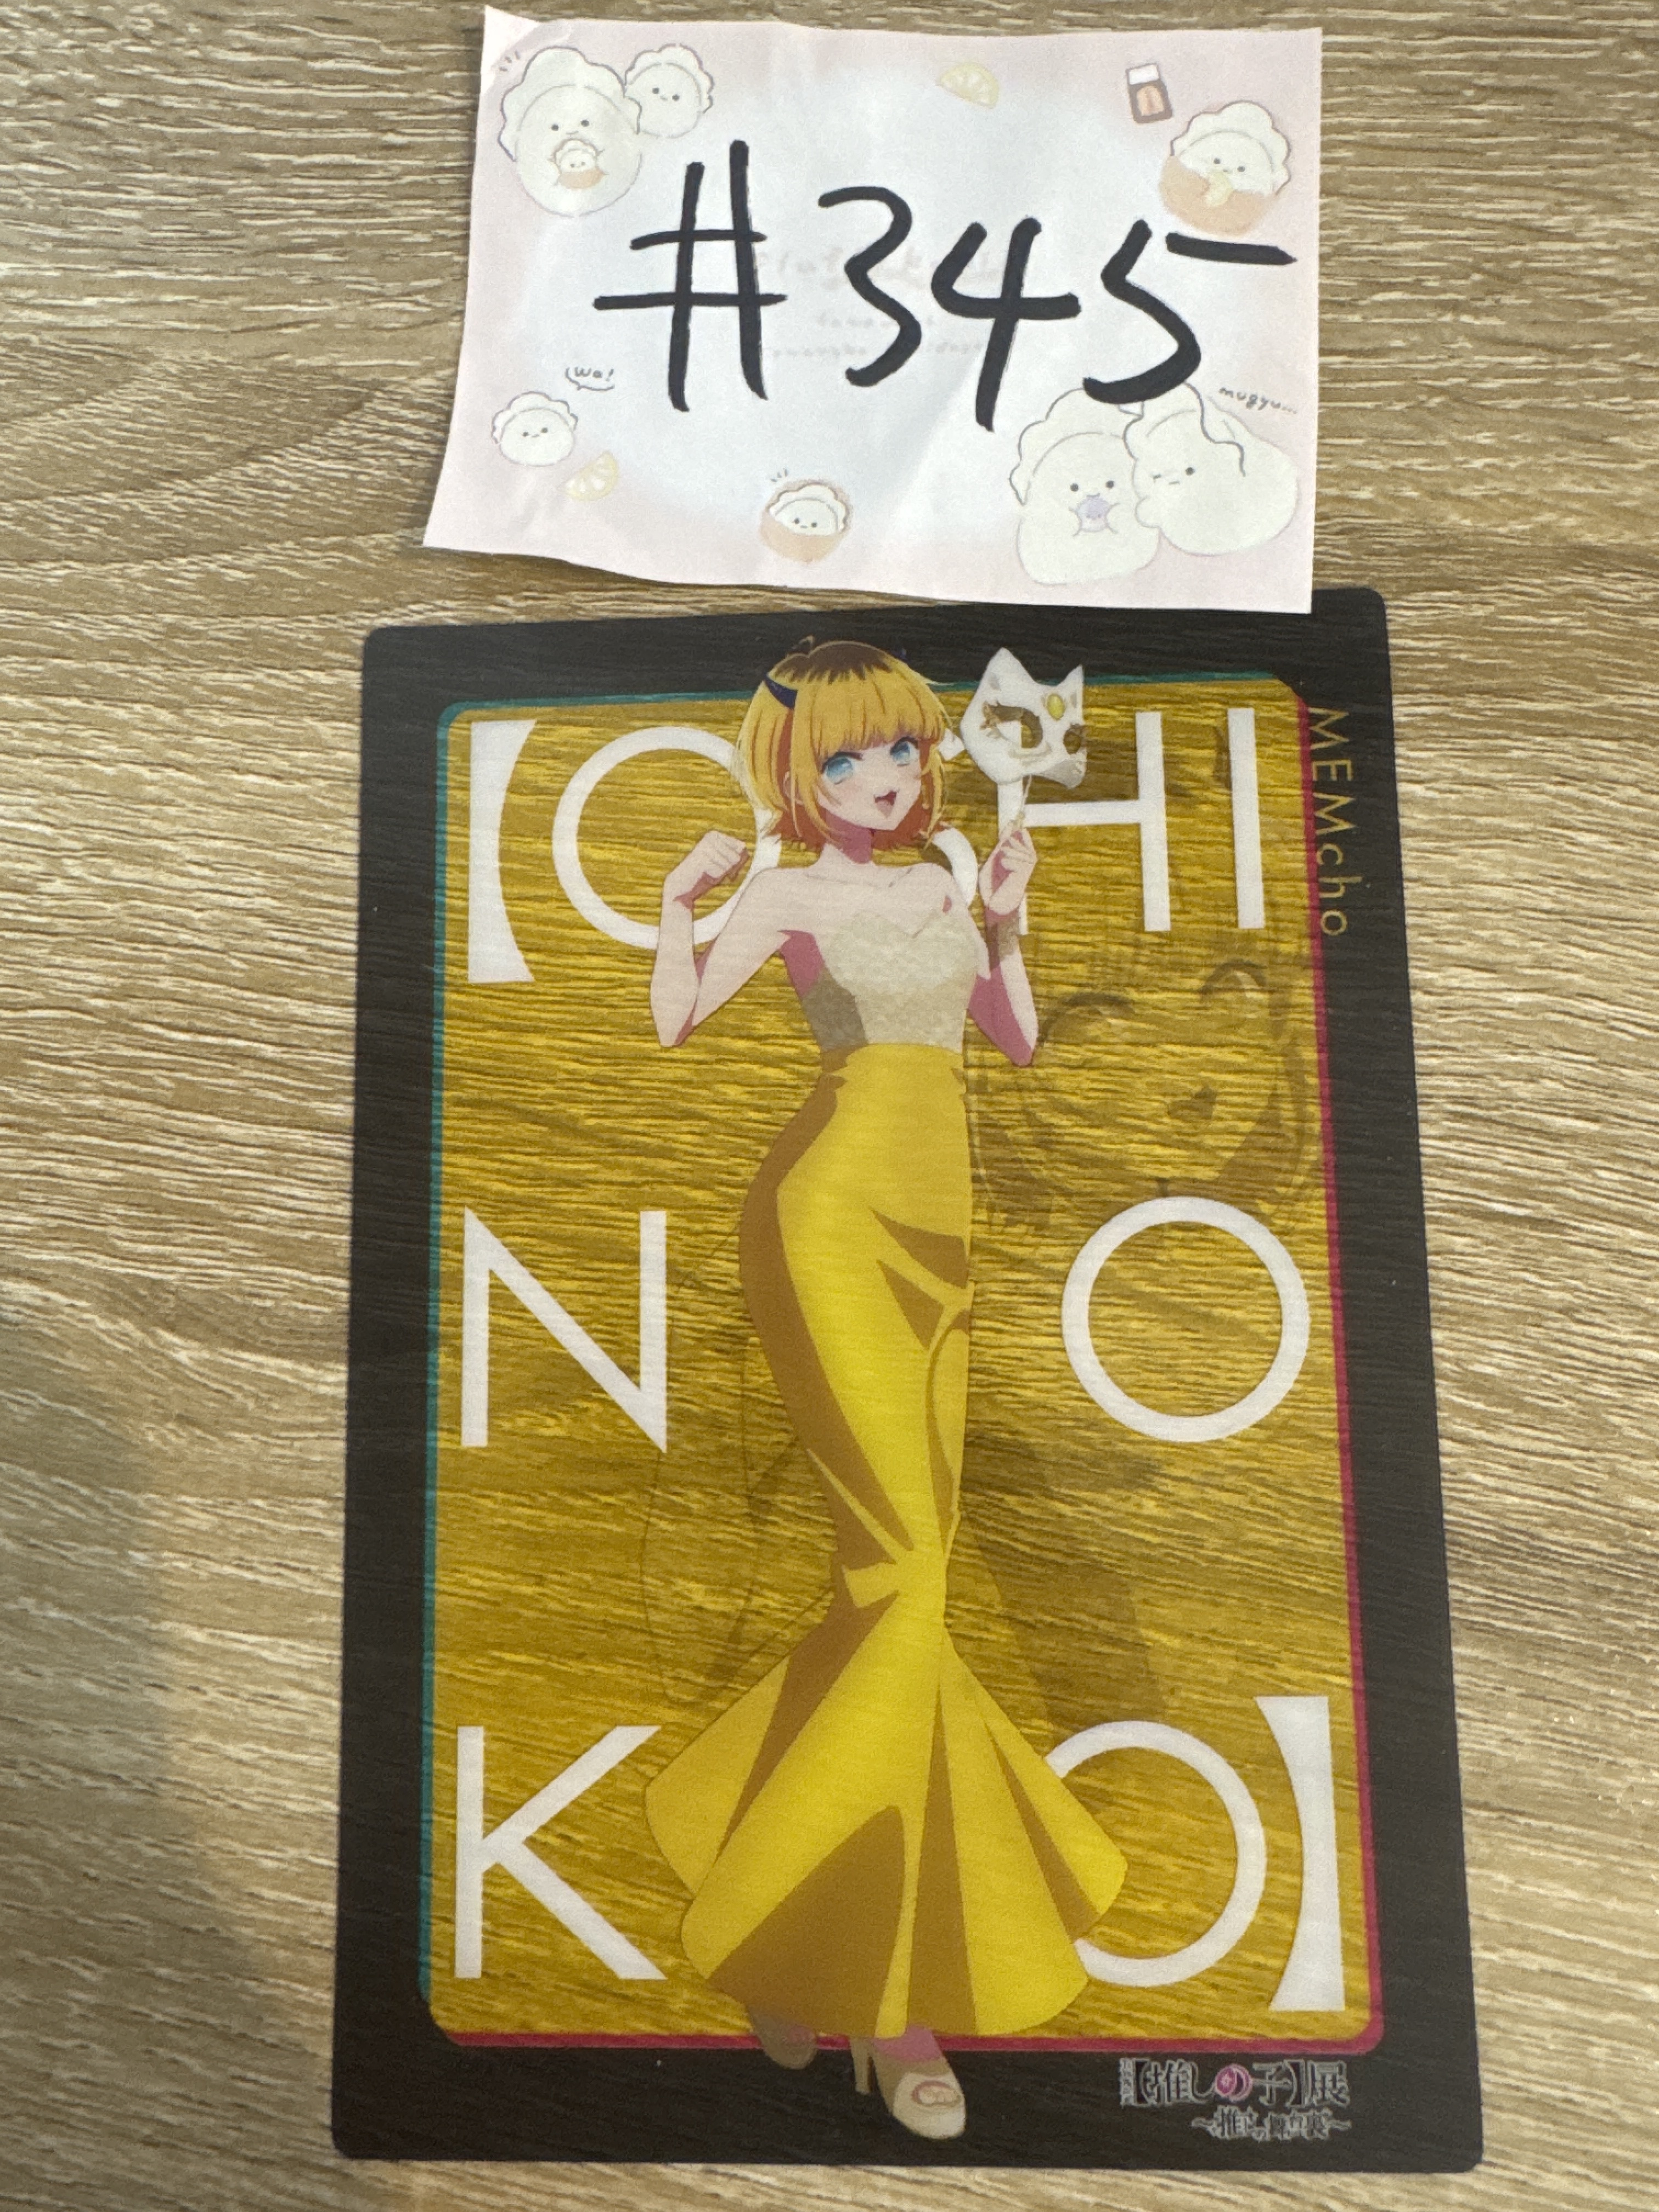 #345
Wa!
mugyu...
MEMcho
【OSHI
NO
KO】
【推しの子】展